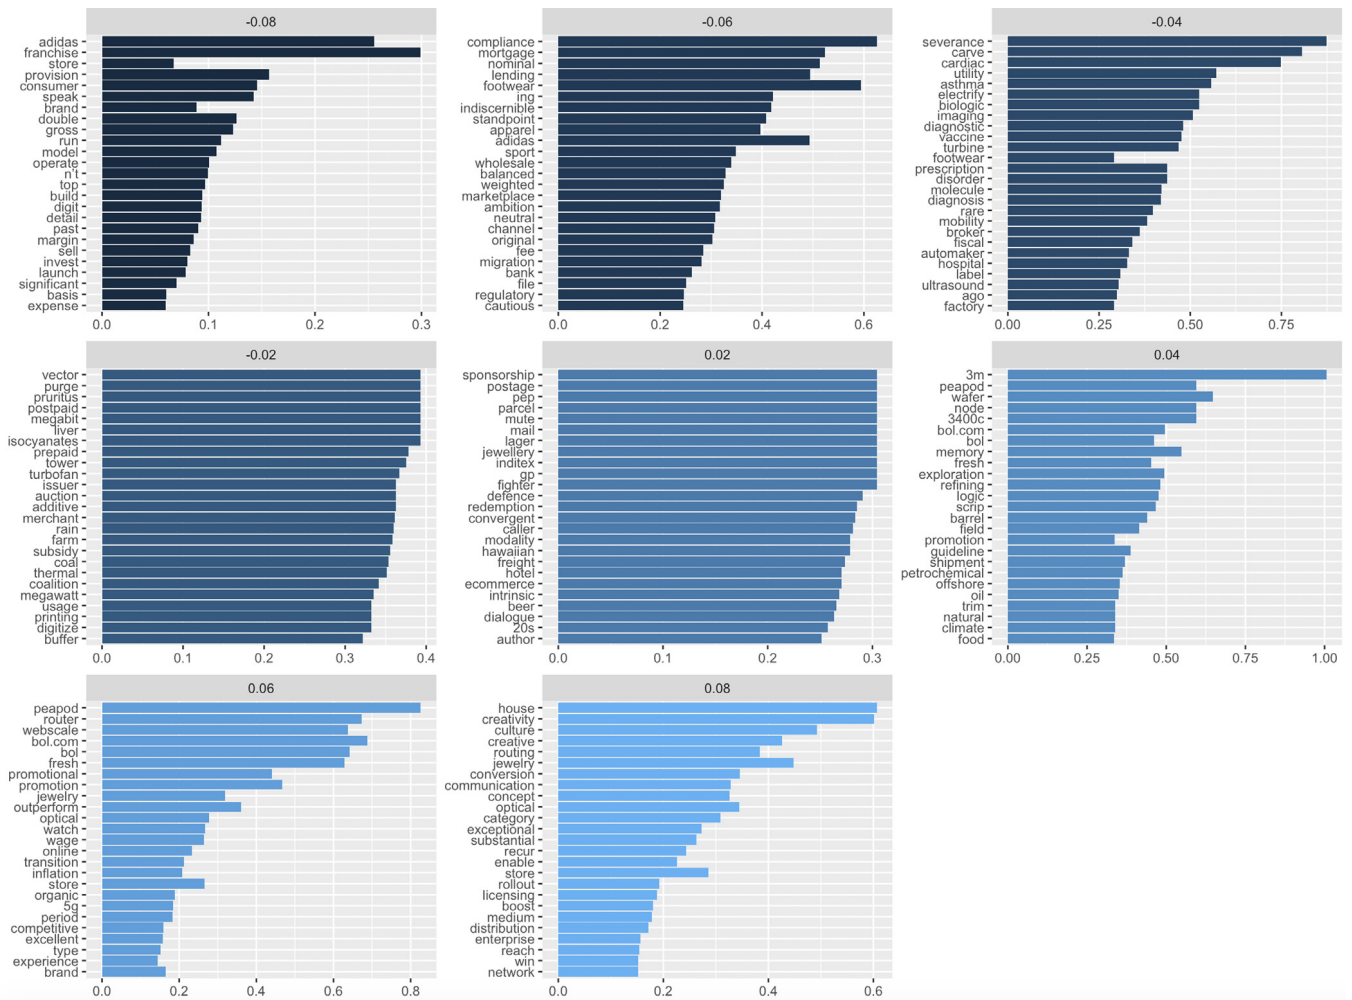 -0.08
adidas
franchise
store
provision
consumer
speak
brand
double
gross
run
model
operate
n't
top
build
digit
detail
past
margin
sell
invest
launch
significant
basis
expense
0.0 0.1 0.2 0.3
-0.06
compliance
mortgage
nominal
lending
footwear
ing
indiscernible
standpoint
apparel
adidas
sport
wholesale
balanced
weighted
marketplace
ambition
neutral
channel
original
fee
migration
bank
file
regulatory
cautious
0.0 0.2 0.4 0.6
-0.04
severance
carve
cardiac
utility
asthma
electrify
biologic
imaging
diagnostic
vaccine
turbine
footwear
prescription
disorder
molecule
diagnosis
rare
mobility
broker
fiscal
automaker
hospital
label
ultrasound
ago
factory
0.00 0.25 0.50 0.75
-0.02
vector
purge
pruritus
postpaid
megabit
liver
isocyanates
prepaid
tower
turbofan
issuer
auction
additive
merchant
rain
farm
subsidy
coal
thermal
coalition
megawatt
usage
printing
digitize
buffer
0.0 0.1 0.2 0.3 0.4
0.02
sponsorship
postage
pep
parcel
mute
mail
lager
jewellery
inditex
gp
fighter
defence
redemption
convergent
caller
modality
hawaiian
freight
hotel
ecommerce
intrinsic
beer
dialogue
20s
author
0.0 0.1 0.2 0.3
0.04
3m
peapod
wafer
node
3400c
bol.com
bol
memory
fresh
exploration
refining
logic
scrip
barrel
field
promotion
guideline
shipment
petrochemical
offshore
oil
trim
natural
climate
food
0.00 0.25 0.50 0.75 1.00
0.06
peapod
router
webscale
bol.com
bol
fresh
promotional
promotion
jewelry
outperform
optical
watch
wage
online
transition
inflation
store
organic
5g
period
competitive
excellent
type
experience
brand
0.0 0.2 0.4 0.6 0.8
0.08
house
creativity
culture
creative
routing
jewelry
conversion
communication
concept
optical
category
exceptional
substantial
recur
enable
store
rollout
licensing
boost
medium
distribution
enterprise
reach
win
network
0.0 0.2 0.4 0.6